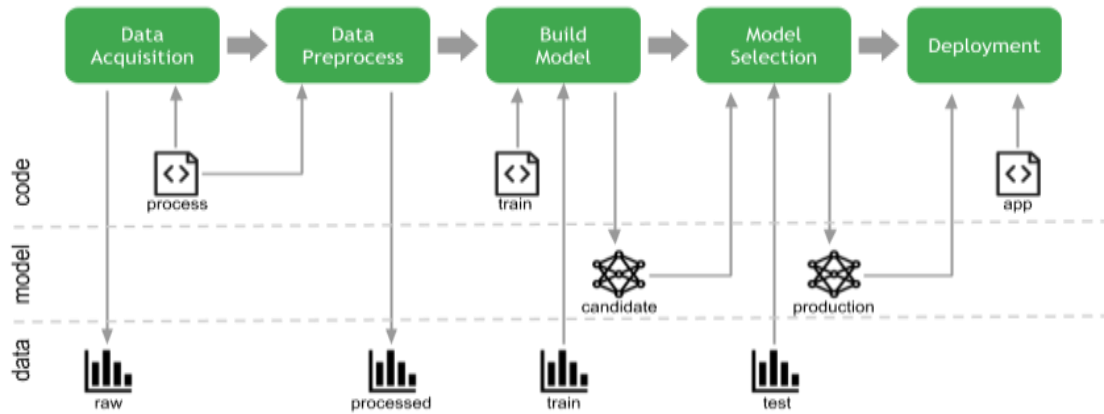 Data
Acquisition
Data
Preprocess
Build
Model
Model
Selection
Deployment
code
<>
process
<>
train
<>
app
model
candidate
production
data
raw
processed
train
test